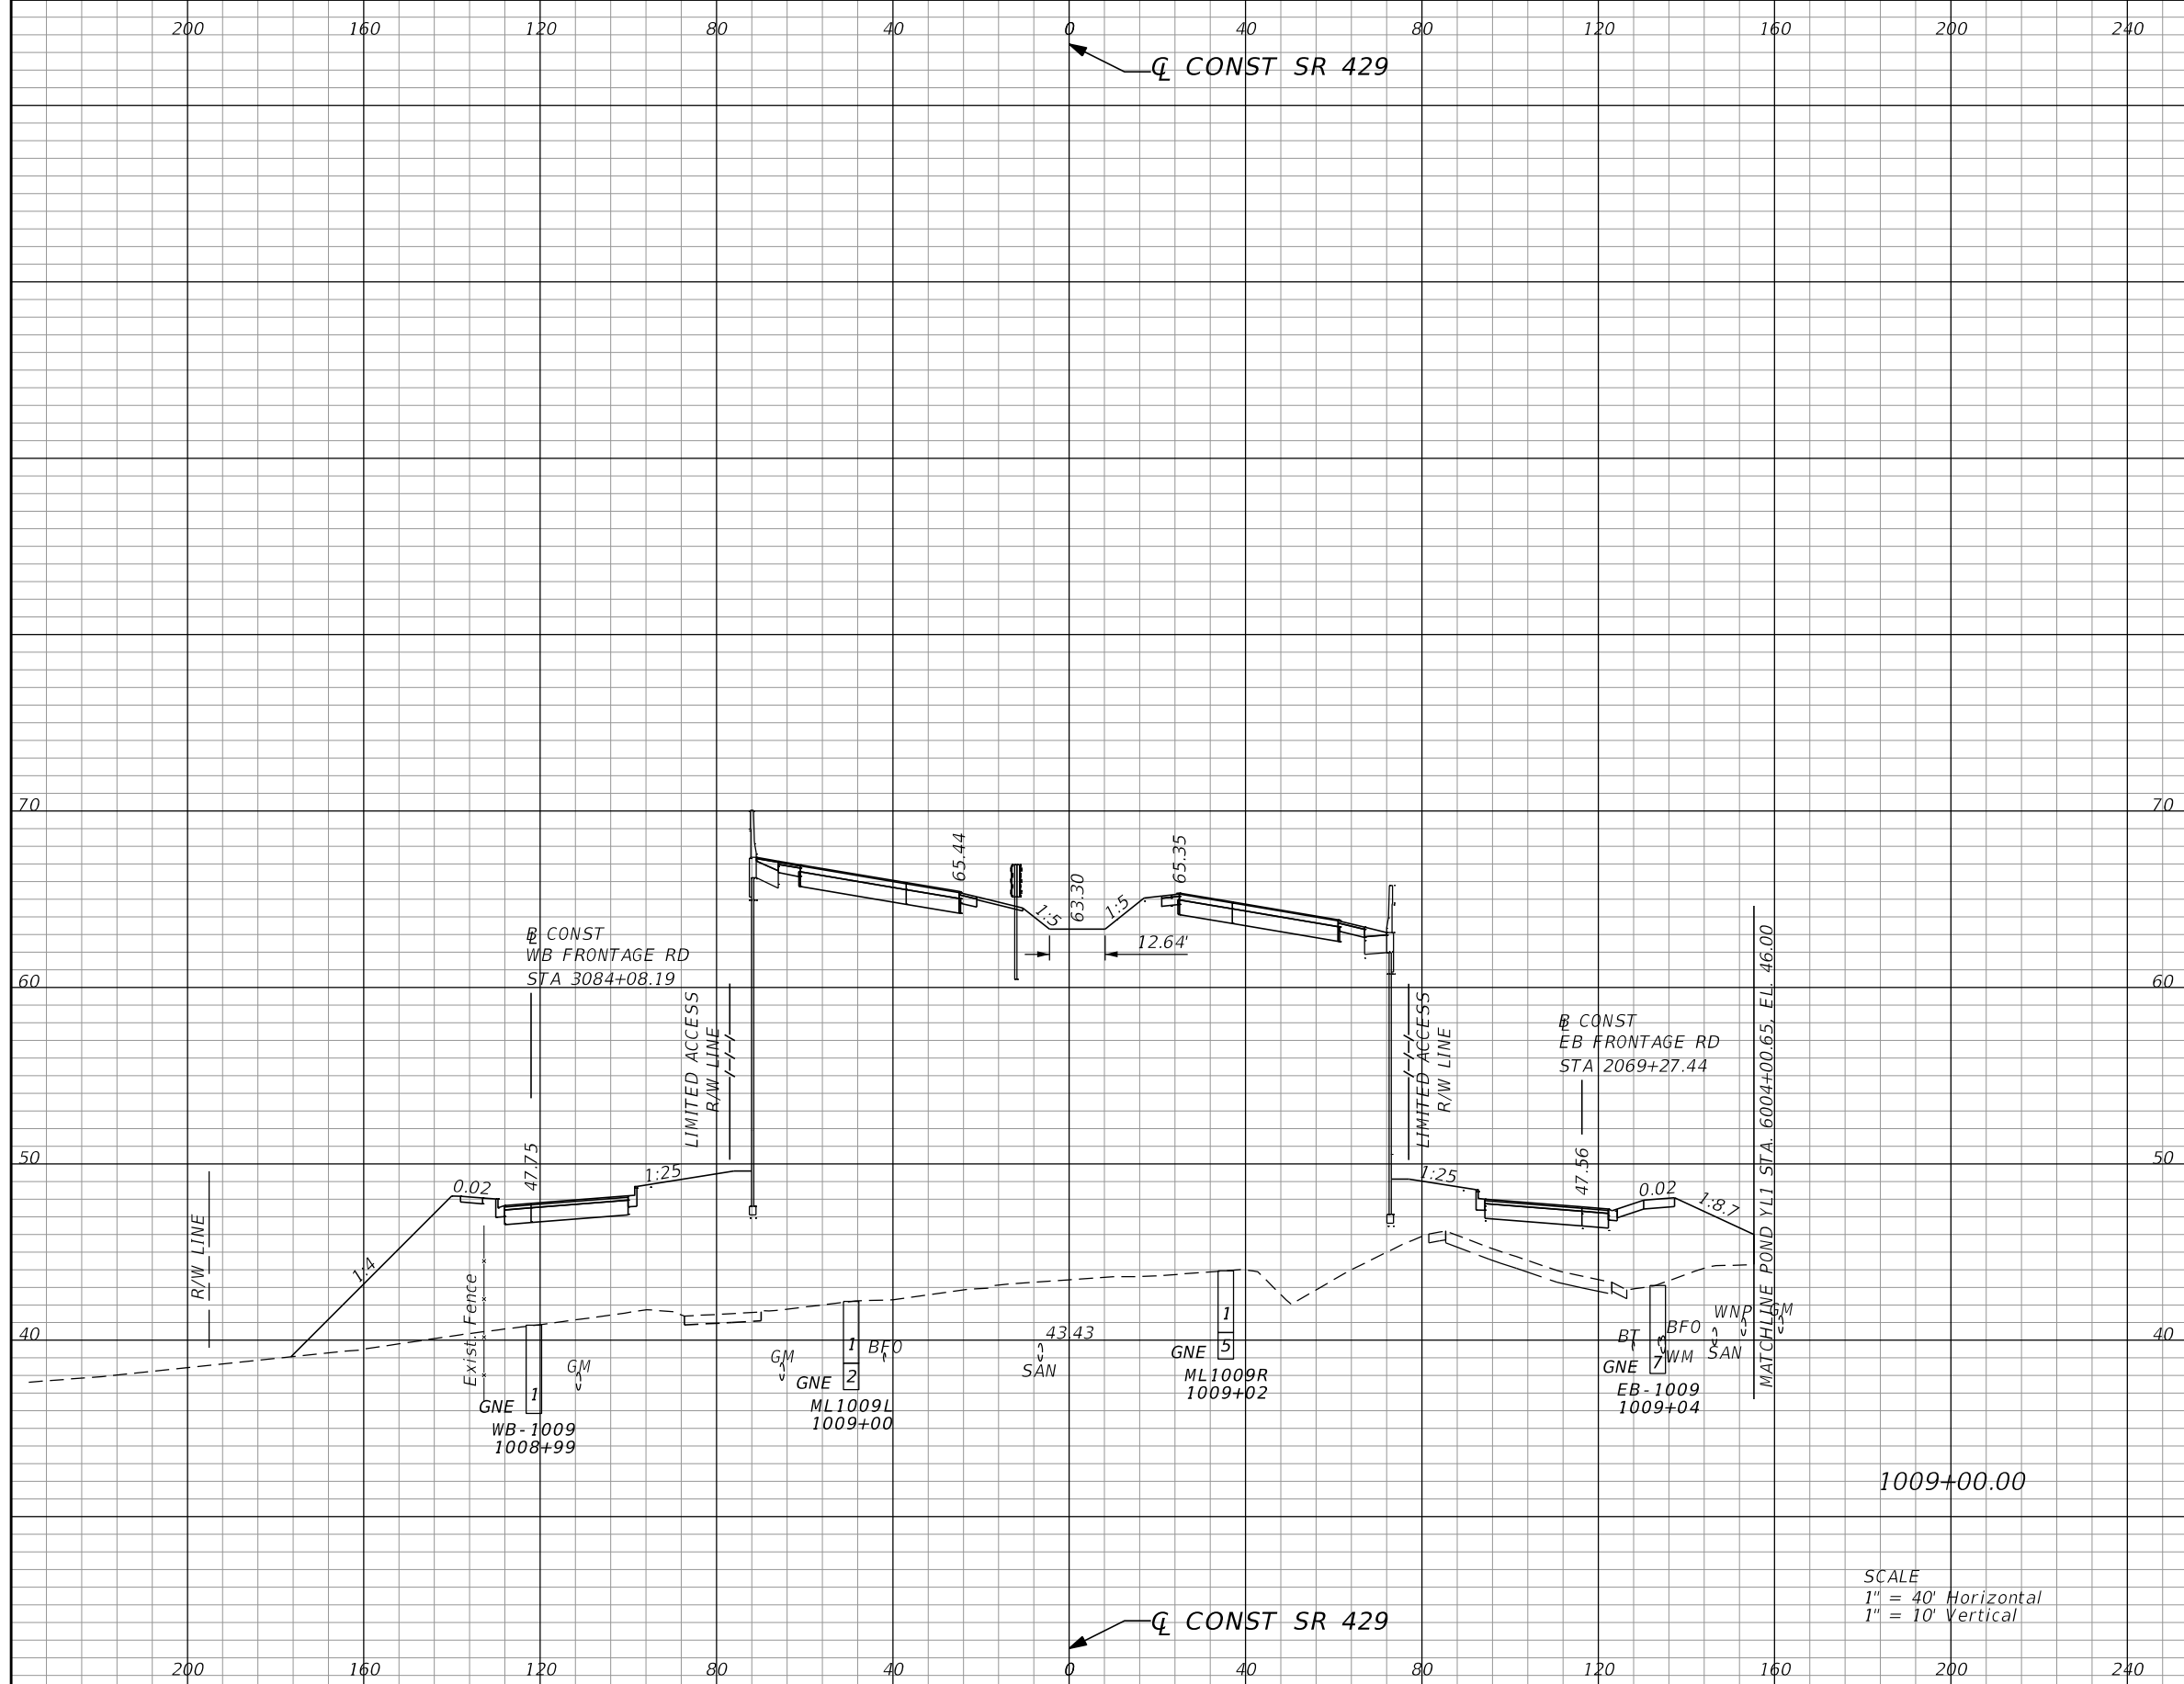 200 160 120 80 40 0 40 80 120 160 200 240
℄ CONST SR 429
70 70
65.44
63.30
65.35
1:5
1:5
12.64'
CONST
WB FRONTAGE RD
STA 3084+08.19
60 60
LIMITED ACCESS
R/W LINE
LIMITED ACCESS
R/W LINE
CONST
EB FRONTAGE RD
STA 2069+27.44
MATCHLINE POND YL1 STA. 6004+00.65, EL. 46.00
50 50
R/W LINE
1:4
0.02
47.75
1:25
1:25
47.56
0.02
1:8.7
40 40
Exist. Fence
GNE
1
WB-1009
1008+99
GM
GM
GNE
1
2
ML1009L
1009+00
BFO
SAN
43.43
GNE
1
5
ML1009R
1009+02
BT
GNE
7
EB-1009
1009+04
BFO
WM
SAN
WNP
GM
1009+00.00
SCALE
1" = 40' Horizontal
1" = 10' Vertical
℄ CONST SR 429
200 160 120 80 40 0 40 80 120 160 200 240